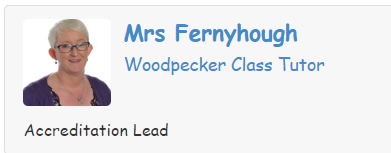 Mrs Fernyhough
Woodpecker Class Tutor
Accreditation Lead